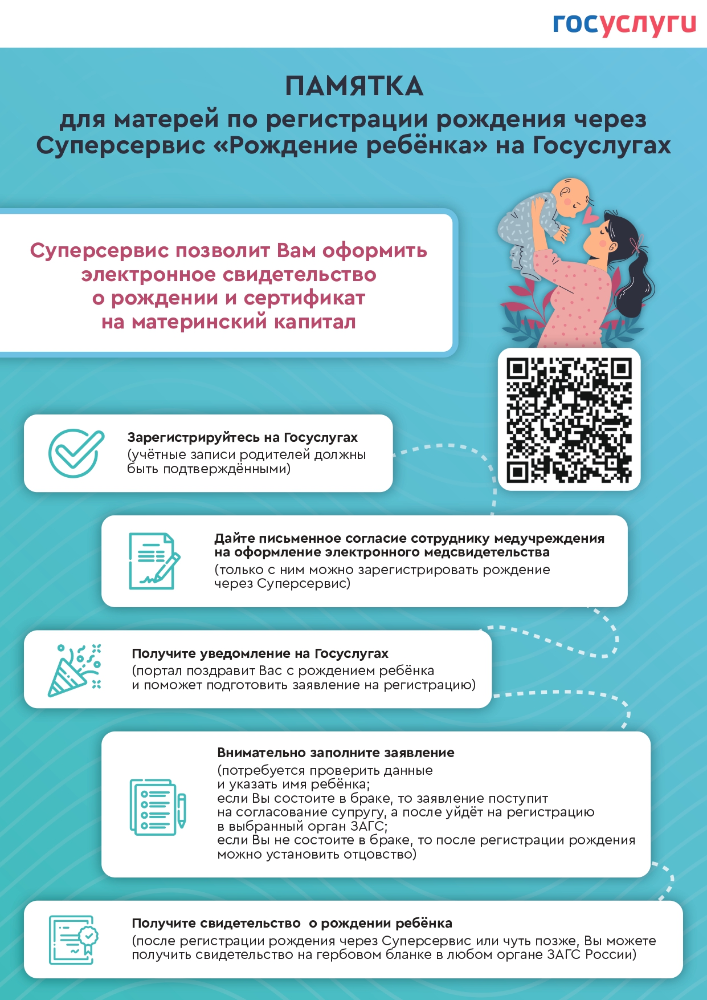 госуслуги
ПАМЯТКА
для матерей по регистрации рождения через
Суперсервис «Рождение ребёнка» на Госуслугах
Суперсервис позволит Вам оформить
электронное свидетельство
о рождении и сертификат
на материнский капитал
Зарегистрируйтесь на Госуслугах
(учётные записи родителей должны
быть подтверждёнными)
Дайте письменное согласие сотруднику медучреждения
на оформление электронного медсвидетельства
(только с ним можно зарегистрировать рождение
через Суперсервис)
Получите уведомление на Госуслугах
(портал поздравит Вас с рождением ребёнка
и поможет подготовить заявление на регистрацию)
Внимательно заполните заявление
(потребуется проверить данные
и указать имя ребёнка;
если Вы состоите в браке, то заявление поступит
на согласование супругу, а после уйдёт на регистрацию
в выбранный орган ЗАГС;
если Вы не состоите в браке, то после регистрации рождения
можно установить отцовство)
Получите свидетельство  о рождении ребёнка
(после регистрации рождения через Суперсервис или чуть позже, Вы можете
получить свидетельство на гербовом бланке в любом органе ЗАГС России)